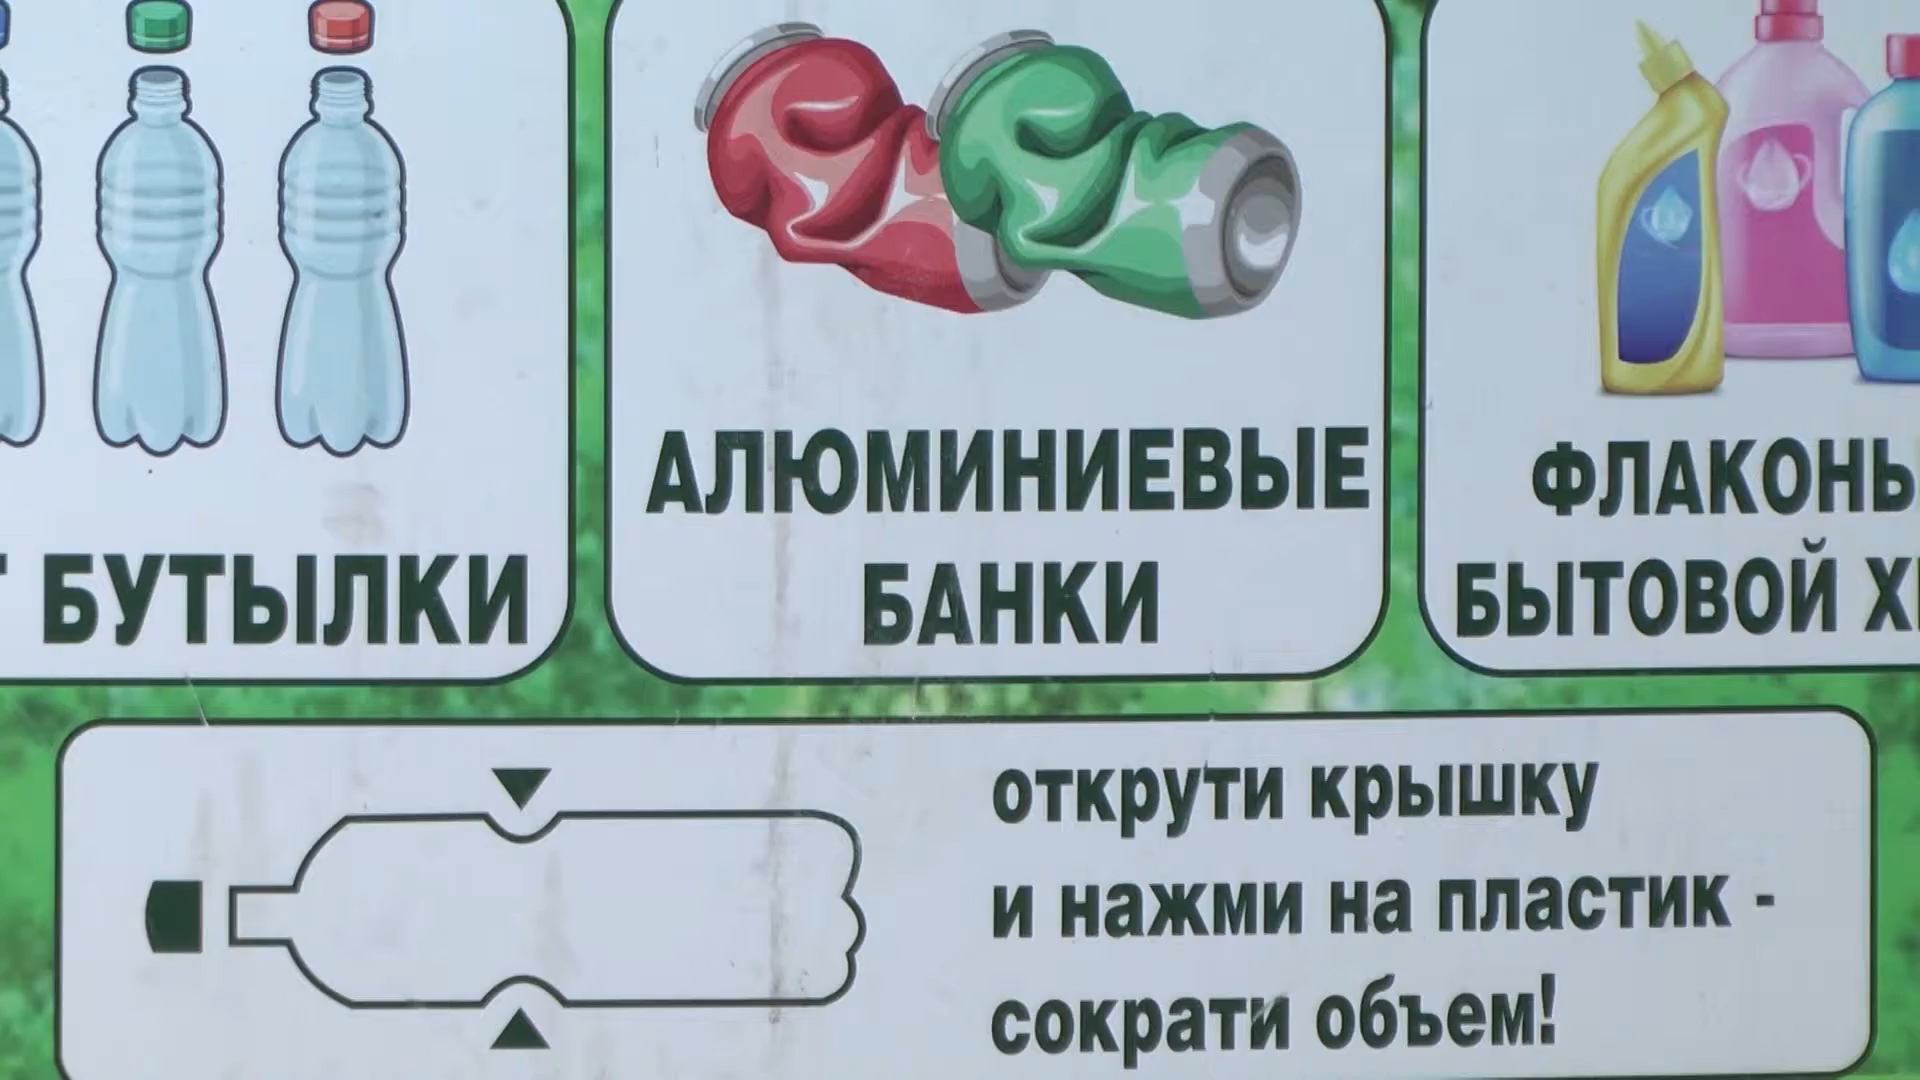 БУТЫЛКИ
АЛЮМИНИЕВЫЕ
БАНКИ
ФЛАКОНЫ
БЫТОВОЙ
открути крышку
и нажми на пластик -
сократи объем!